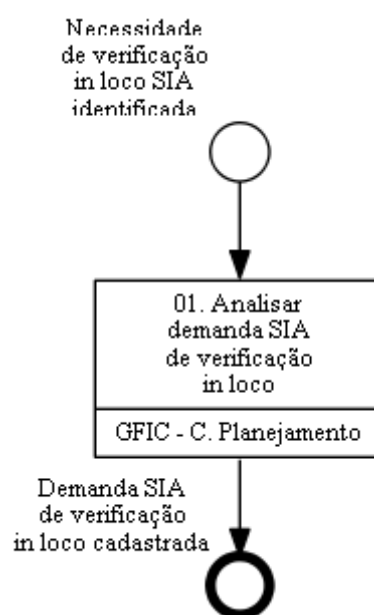 Necessidade
de verificação
in loco SIA
identificada
01. Analisar
demanda SIA
de verificação
in loco
GFIC - C. Planejamento
Demanda SIA
de verificação
in loco cadastrada